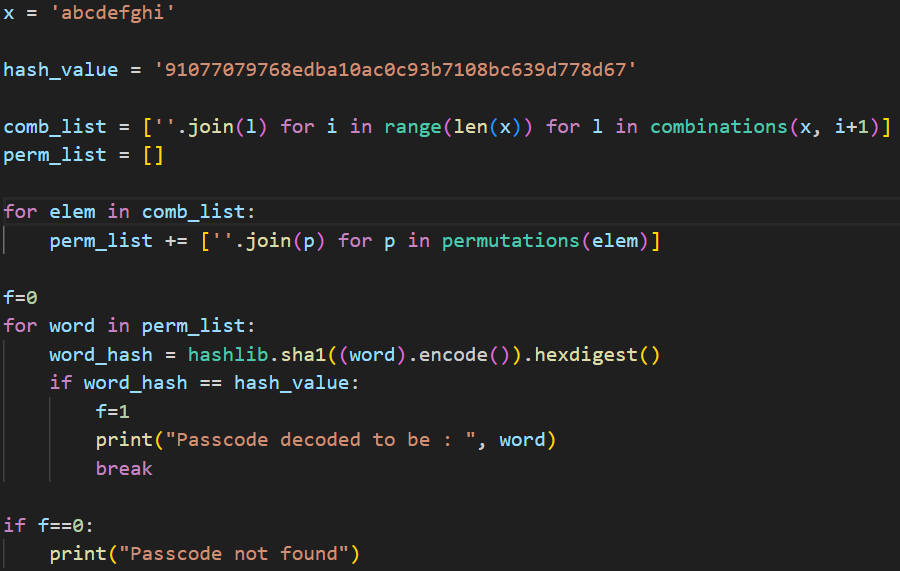 x = 'abcdefghi'
hash_value = '91077079768edba10ac0c93b7108bc639d778d67'
comb_list = [''.join(l) for i in range(len(x)) for l in combinations(x, i+1)]
perm_list = []
for elem in comb_list:
    perm_list += [''.join(p) for p in permutations(elem)]
f=0
for word in perm_list:
    word_hash = hashlib.sha1((word).encode()).hexdigest()
    if word_hash == hash_value:
        f=1
        print("Passcode decoded to be : ", word)
        break
if f==0:
    print("Passcode not found")